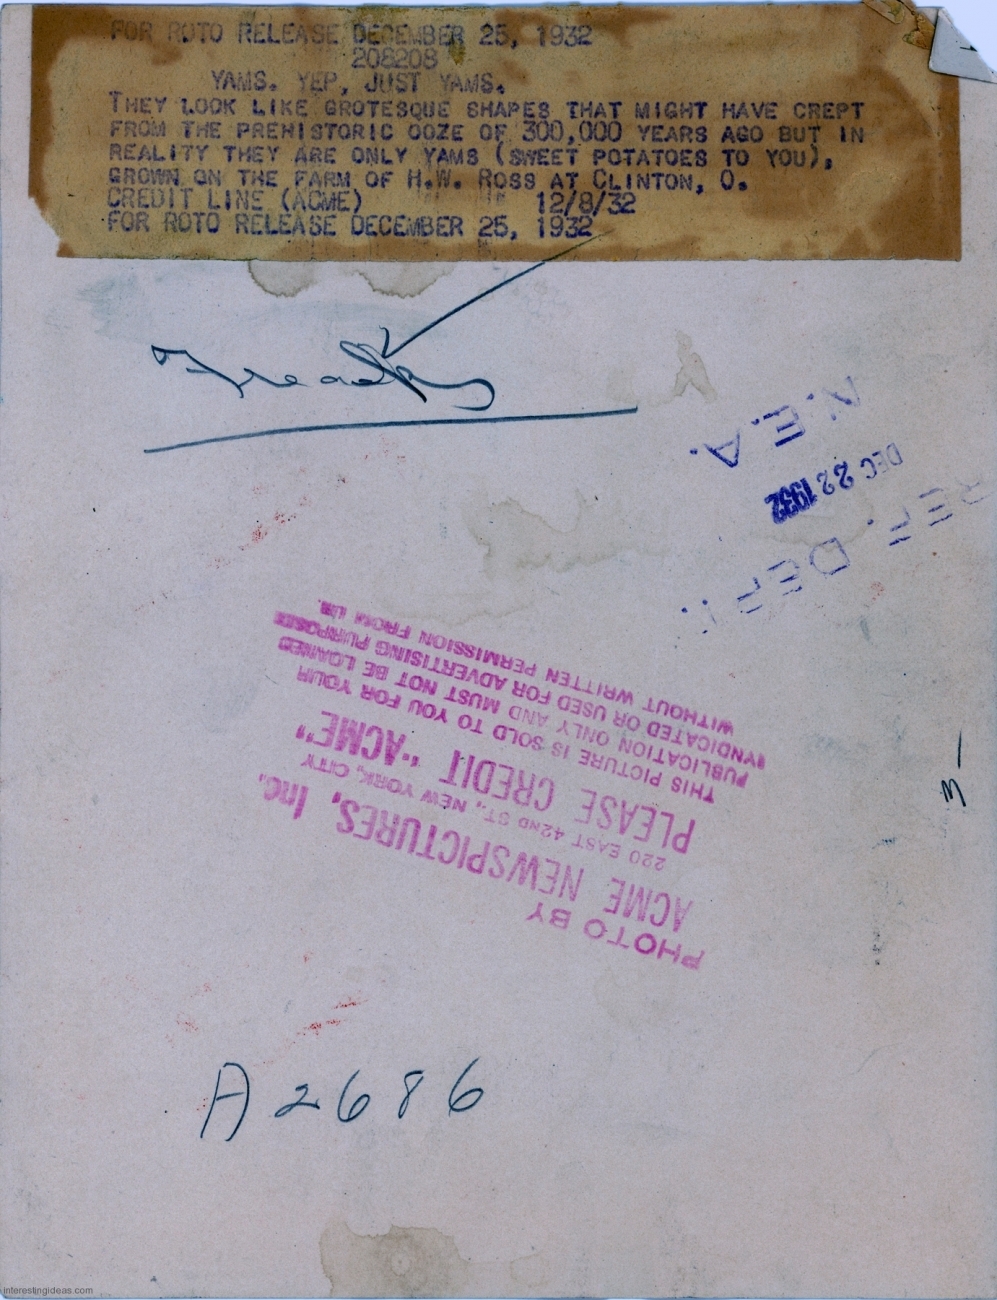 FOR ROTO RELEASE DECEMBER 25, 1932
208208
YAMS. YEP, JUST YAMS.
THEY LOOK LIKE GROTESQUE SHAPES THAT MIGHT HAVE CREPT
FROM THE PREHISTORIC OOZE OF 300,000 YEARS AGO BUT IN
REALITY THEY ARE ONLY YAMS (SWEET POTATOES TO YOU),
GROWN ON THE FARM OF H.W. ROSS AT CLINTON, O.
CREDIT LINE (ACME) 12/8/32
FOR ROTO RELEASE DECEMBER 25, 1932
Freaks
N.E.A.
DEC 22 1932
REF. DEPT.
PHOTO BY
ACME NEWSPICTURES, Inc.
220 EAST 42ND ST., NEW YORK, CITY
PLEASE CREDIT "ACME"
THIS PICTURE IS SOLD TO YOU FOR YOUR
PUBLICATION ONLY AND MUST NOT BE LOANED
SYNDICATED OR USED FOR ADVERTISING PURPOSES
WITHOUT WRITTEN PERMISSION FROM US.
A2686
interestingideas.com